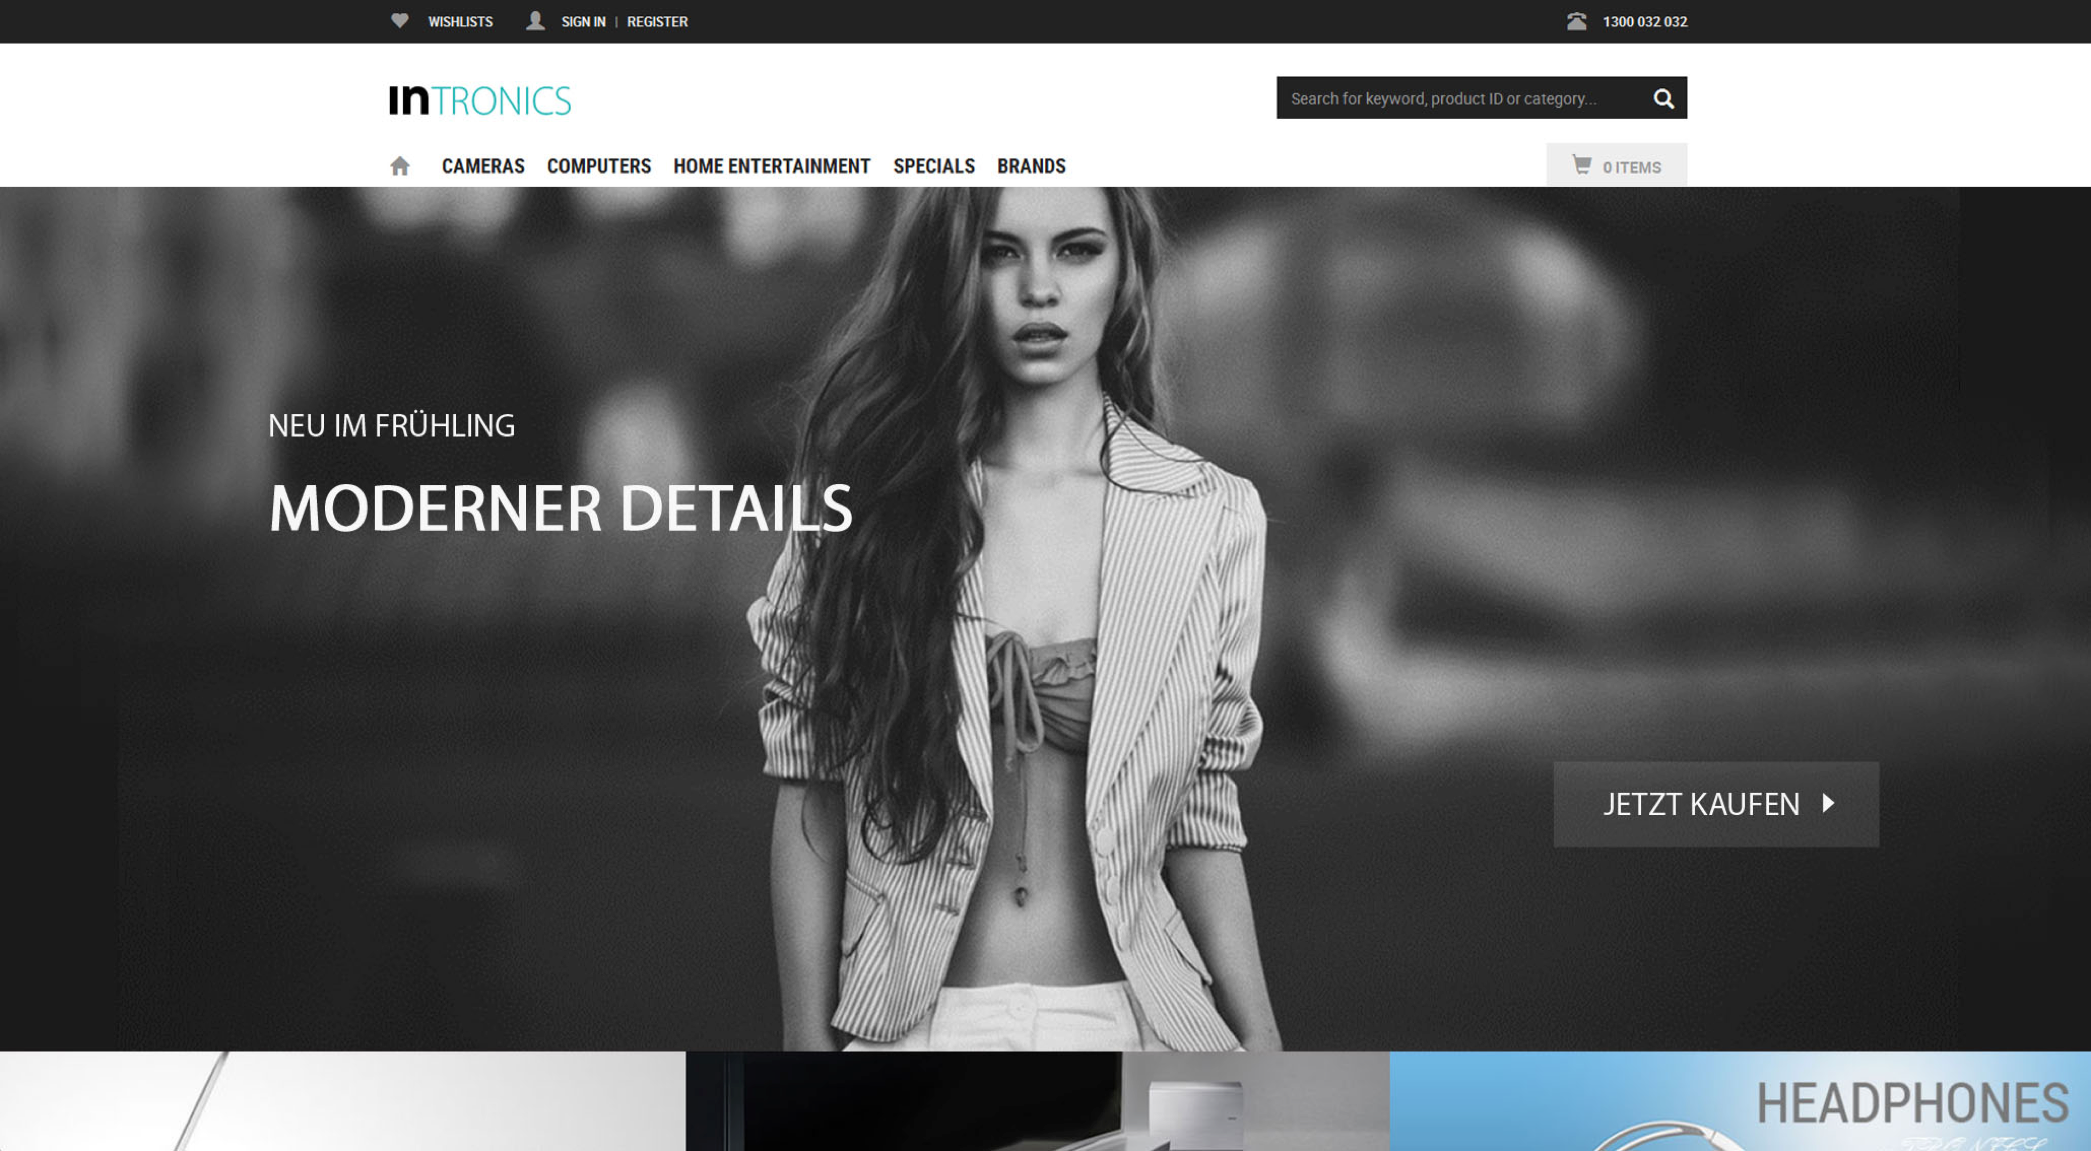 WISHLISTS SIGN IN | REGISTER 1300 032 032
INTRONICS
Search for keyword, product ID or category...
CAMERAS COMPUTERS HOME ENTERTAINMENT SPECIALS BRANDS 0 ITEMS
NEU IM FRÜHLING
MODERNER DETAILS
JETZT KAUFEN
HEADPHONES